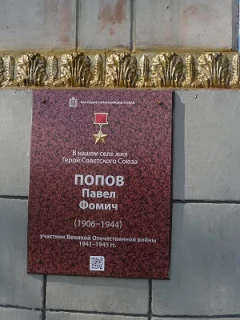 В нашем селе жил
Герой Советского Союза
ПОПОВ
Павел
Фомич
(1906–1944)
участник Великой Отечественной войны
1941–1945 гг.